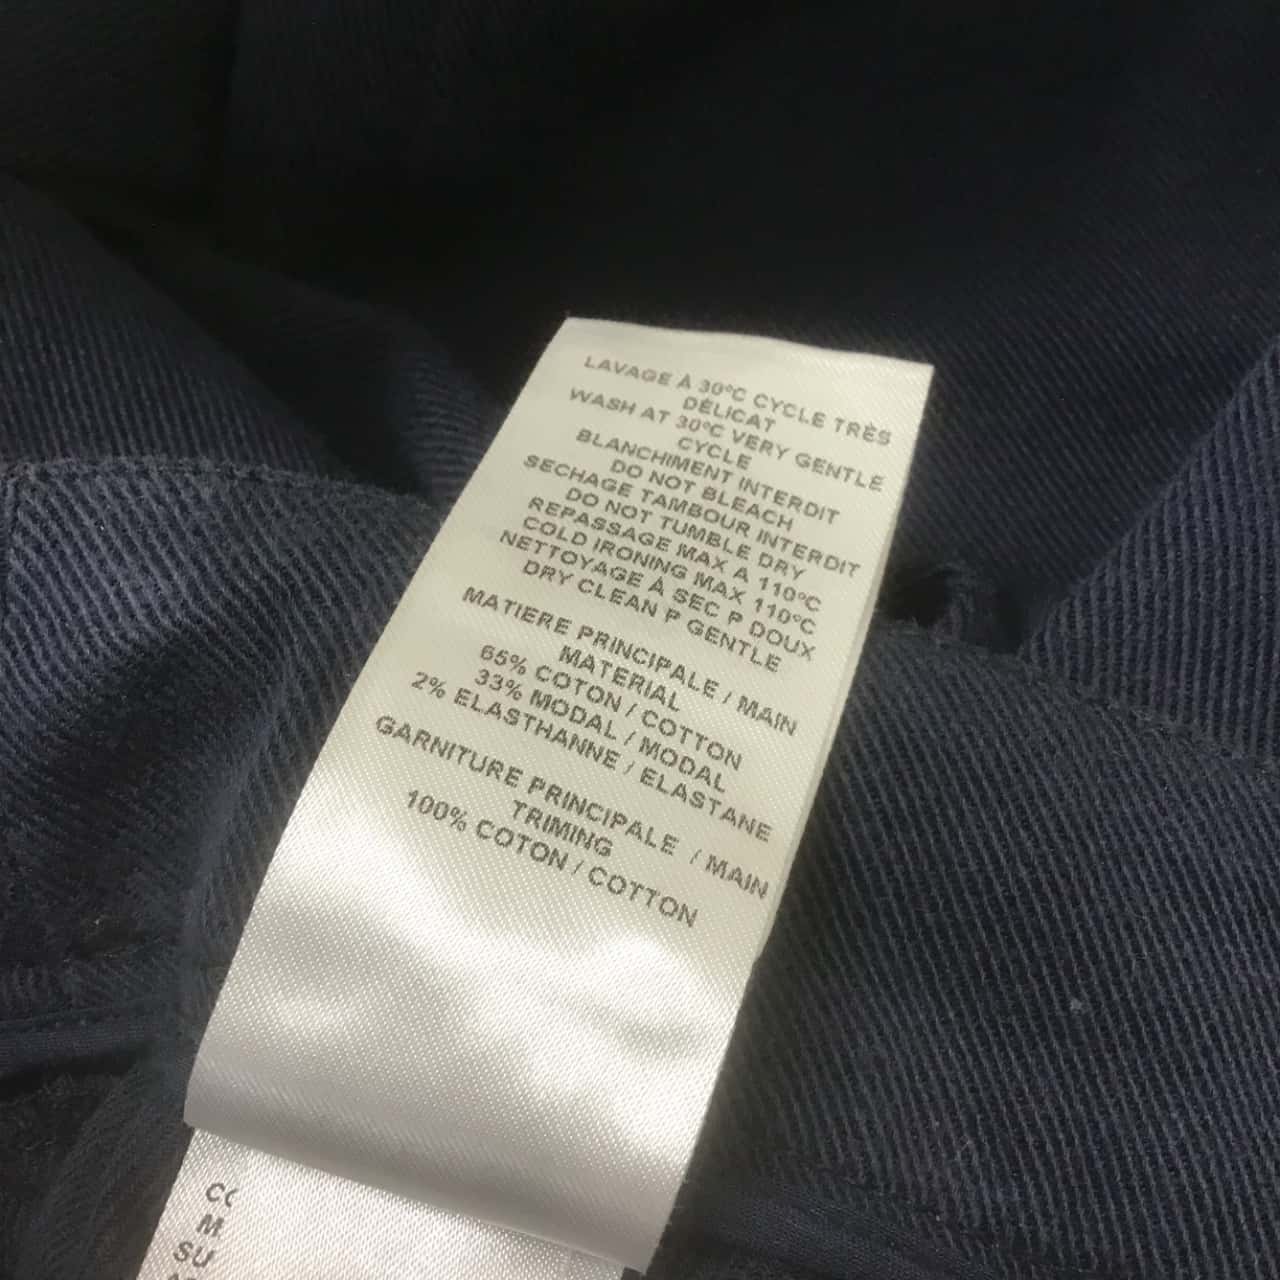 LAVAGE À 30°C CYCLE TRÈS
DÉLICAT
WASH AT 30°C VERY GENTLE
CYCLE
BLANCHIMENT INTERDIT
DO NOT BLEACH
SECHAGE TAMBOUR INTERDIT
DO NOT TUMBLE DRY
REPASSAGE MAX A 110°C
COLD IRONING MAX 110°C
NETTOYAGE À SEC P DOUX
DRY CLEAN P GENTLE
MATIERE PRINCIPALE / MAIN
MATERIAL
65% COTON / COTTON
33% MODAL / MODAL
2% ELASTHANNE / ELASTANE
GARNITURE PRINCIPALE / MAIN
TRIMING
100% COTON / COTTON